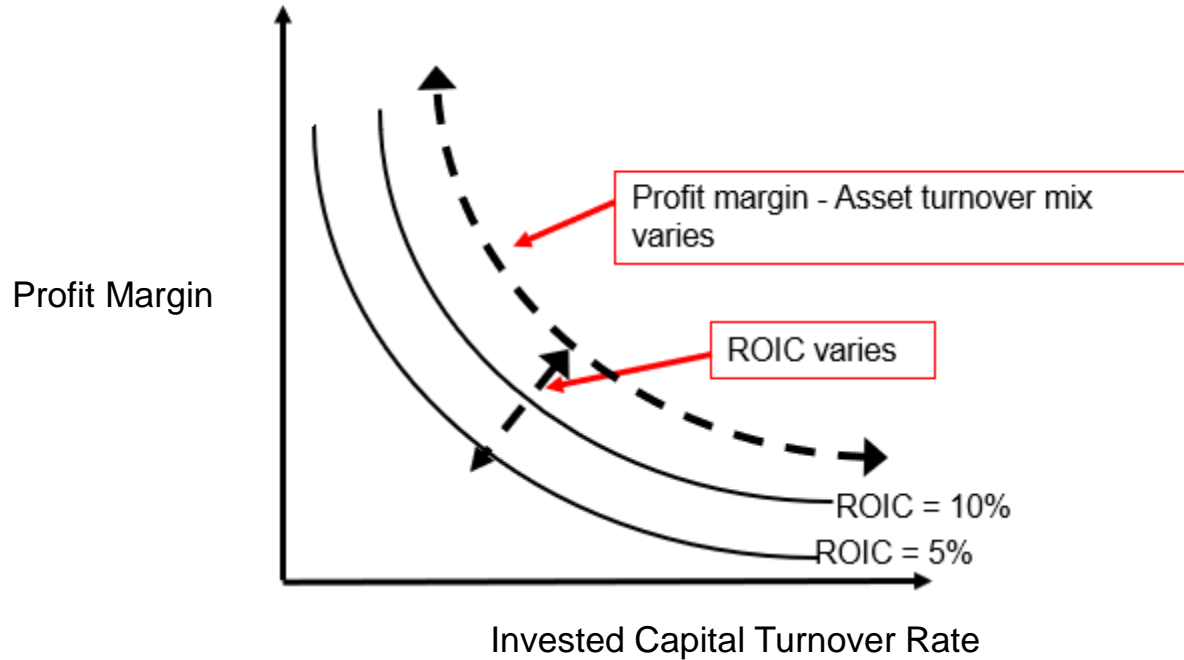 Profit margin - Asset turnover mix
varies
Profit Margin
ROIC varies
ROIC = 10%
ROIC = 5%
Invested Capital Turnover Rate